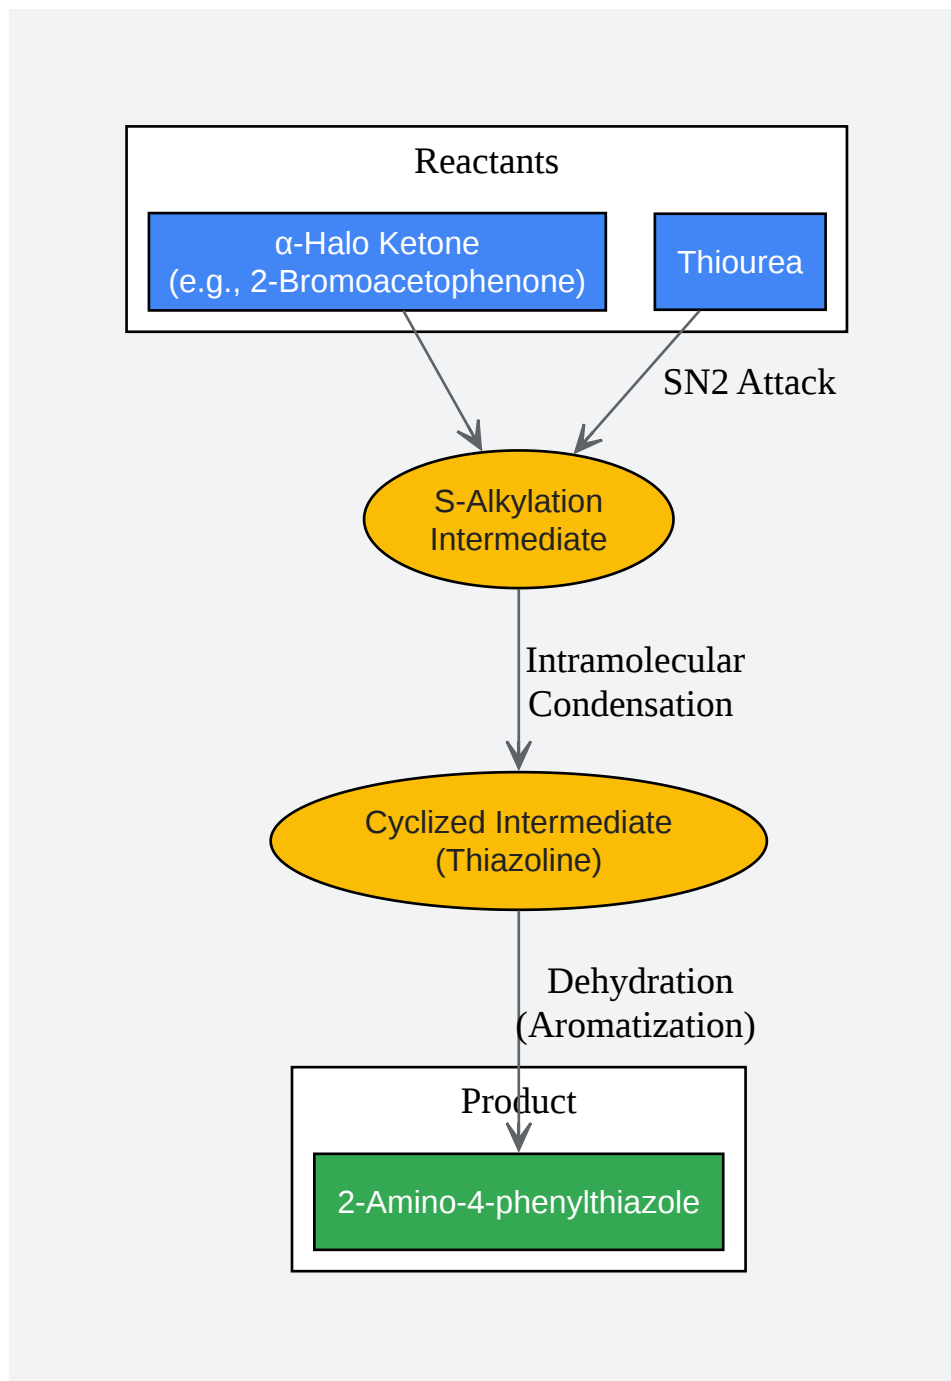 Reactants
α-Halo Ketone
(e.g., 2-Bromoacetophenone)
Thiourea
SN2 Attack
S-Alkylation
Intermediate
Intramolecular
Condensation
Cyclized Intermediate
(Thiazoline)
Dehydration
(Aromatization)
Product
2-Amino-4-phenylthiazole